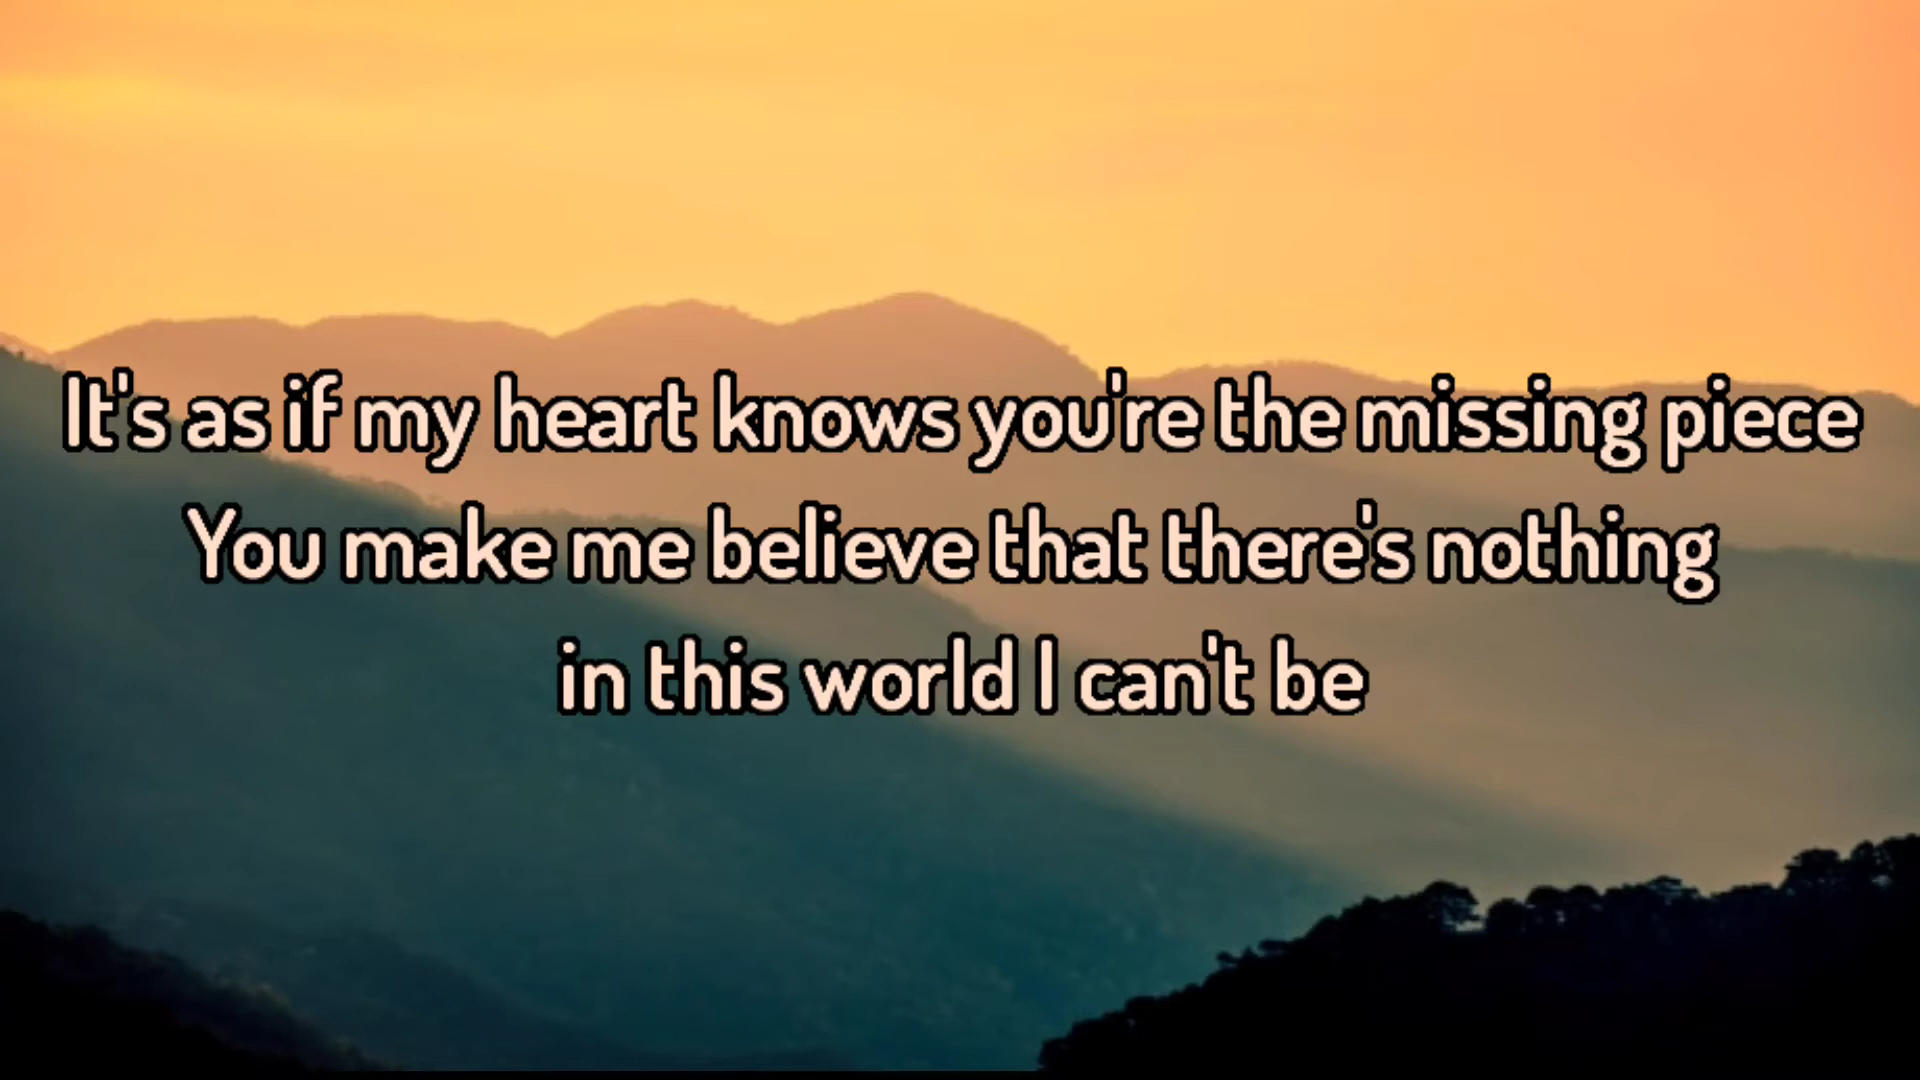 It's as if my heart knows you're the missing piece
You make me believe that there's nothing
in this world I can't be